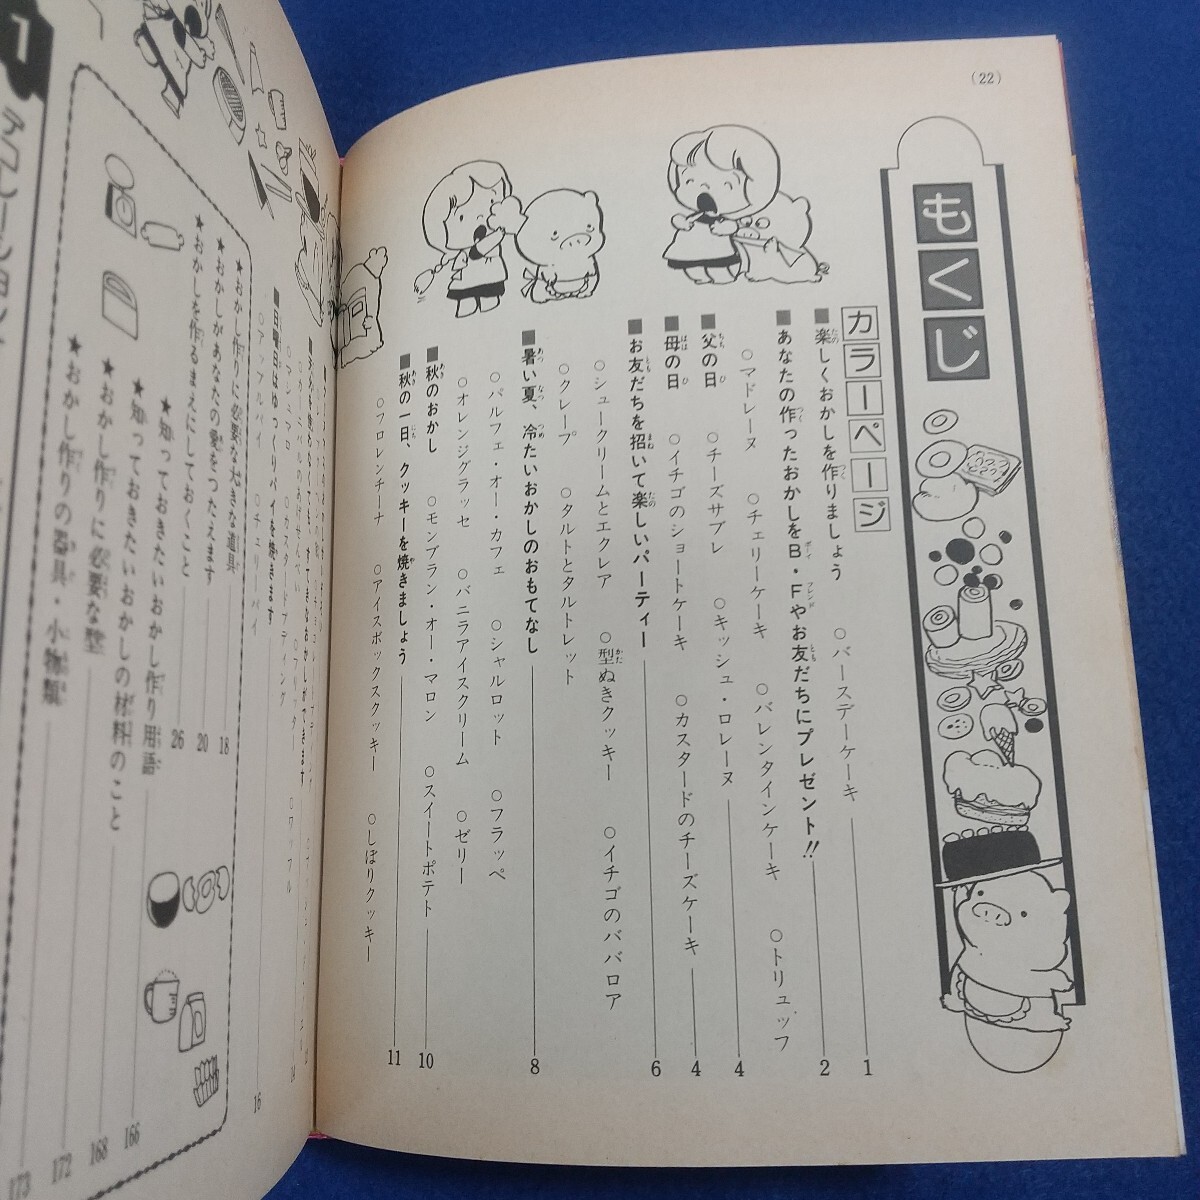 (22)
もくじ
カラーページ
■楽しくおかしを作りましょう　○バースデーケーキ 1
■あなたの作ったおかしをB・Fやお友だちにプレゼント!! 2
○マドレーヌ　○チェリーケーキ　○バレンタインケーキ　○トリュッフ
■父の日　○チーズサブレ　○キッシュ・ロレーヌ 4
■母の日　○イチゴのショートケーキ　○カスタードのチーズケーキ 4
■お友だちを招いて楽しいパーティー 6
○シュークリームとエクレア　○型ぬきクッキー　○イチゴのババロア
○クレープ　○タルトとタルトレット
■暑い夏、冷たいおかしのおもてなし 8
○パルフェ・オー・カフェ　○シャルロット　○フラッペ
○オレンジグラッセ　○バニラアイスクリーム　○ゼリー
■秋のおかし　○モンブラン・オー・マロン　○スイートポテト 10
■秋の一日、クッキーを焼きましょう 11
○フロレンチーナ　○アイスボックスクッキー　○しぼりクッキー
■日曜日はゆっくりパイを焼きます 16
○アップルパイ　○チェリーパイ
★おかし作りに必要な大きな道具 18
★おかしがあなたの愛をつたえます 20
★おかしを作るまえにしておくこと 26
★知っておきたいおかし作り用語 166
★知っておきたいおかしの材料のこと 168
★おかし作りに必要な型 172
★おかし作りの器具・小物類 173
1